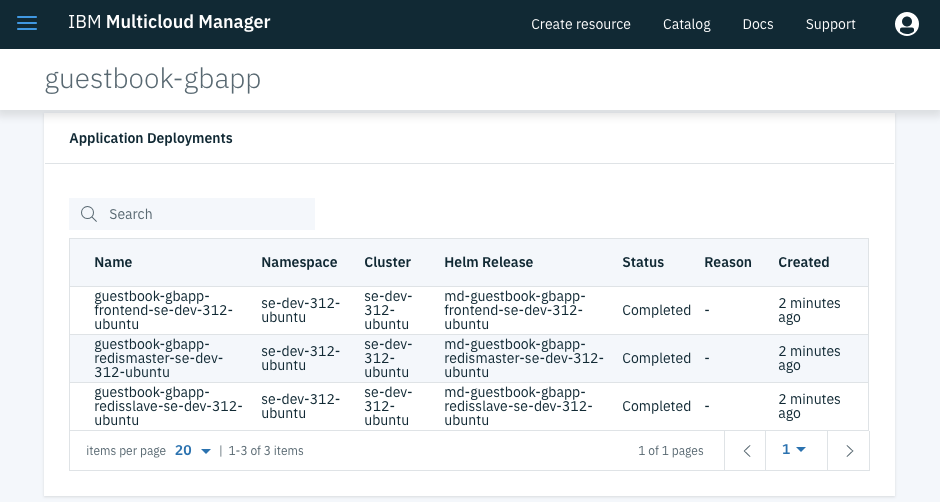 IBM Multicloud Manager
Create resource
Catalog
Docs
Support
guestbook-gbapp
Application Deployments
Search
Name
Namespace
Cluster
Helm Release
Status
Reason
Created
guestbook-gbapp-
frontend-se-dev-312-
ubuntu
se-dev-312-
ubuntu
se-dev-
312-
ubuntu
md-guestbook-gbapp-
frontend-se-dev-312-
ubuntu
Completed
-
2 minutes
ago
guestbook-gbapp-
redismaster-se-dev-
312-ubuntu
se-dev-312-
ubuntu
se-dev-
312-
ubuntu
md-guestbook-gbapp-
redismaster-se-dev-312-
ubuntu
Completed
-
2 minutes
ago
guestbook-gbapp-
redisslave-se-dev-312-
ubuntu
se-dev-312-
ubuntu
se-dev-
312-
ubuntu
md-guestbook-gbapp-
redisslave-se-dev-312-
ubuntu
Completed
-
2 minutes
ago
items per page 20 | 1-3 of 3 items
1 of 1 pages
1